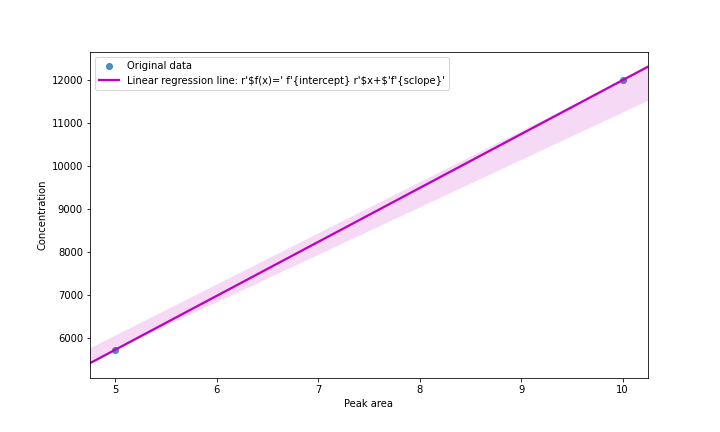 Original data
Linear regression line: r'$f(x)=' f'{intercept} r'$x+$'f'{sclope}'
12000
11000
10000
9000
8000
7000
6000
Concentration
5 6 7 8 9 10
Peak area